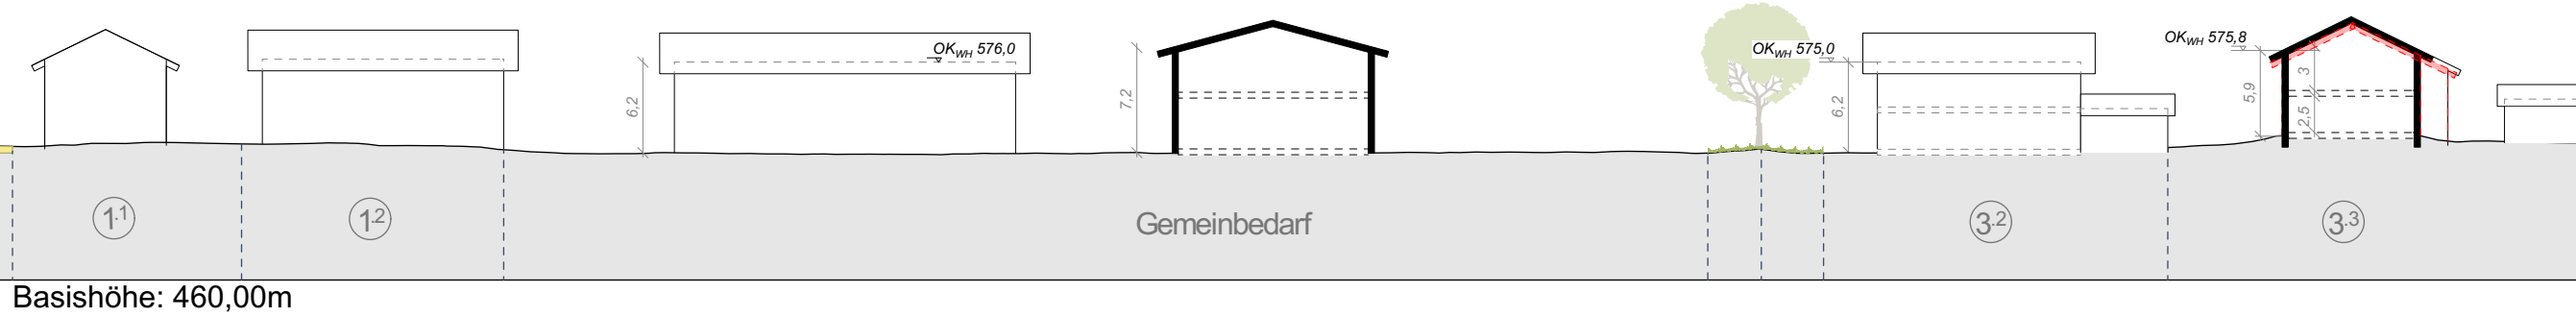 OKWH 576,0
OKWH 575,0
OKWH 575,8
6,2
7,2
6,2
5,9
3
2,5
1.1
1.2
Gemeinbedarf
3.2
3.3
Basishöhe: 460,00m